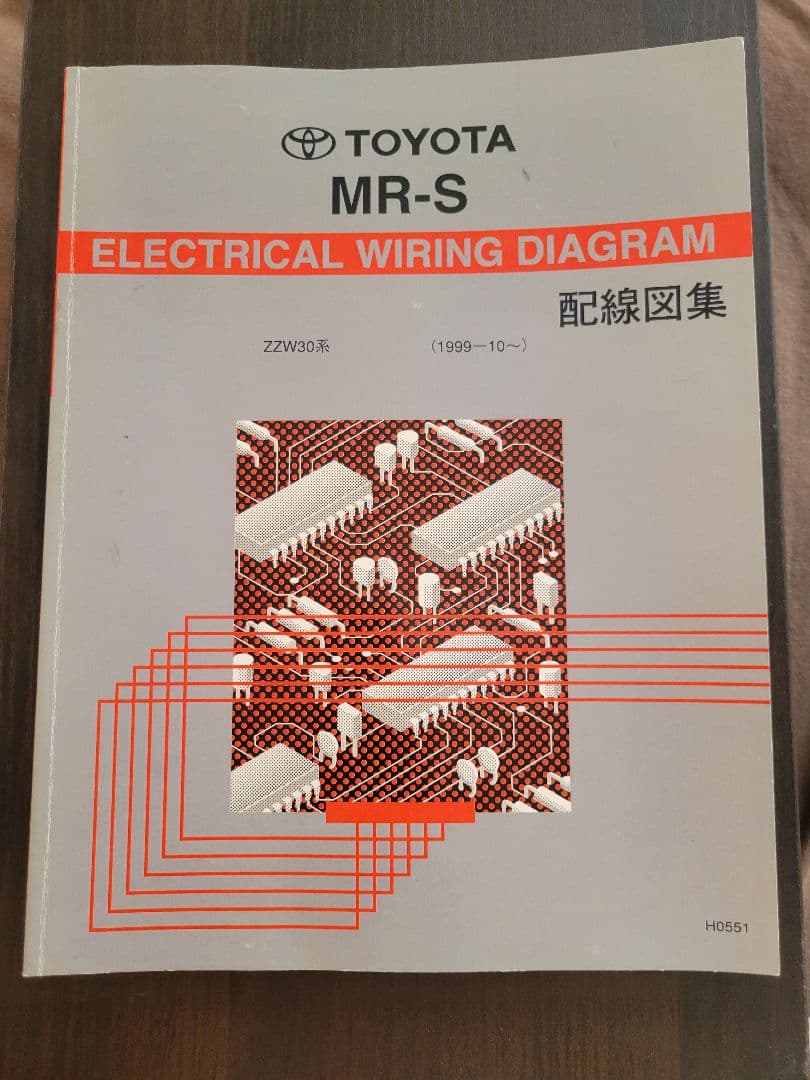 TOYOTA
MR-S
ELECTRICAL WIRING DIAGRAM
配線図集
ZZW30系 (1999－10～)
H0551